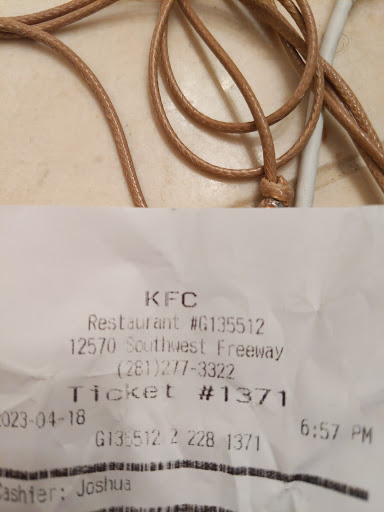 KFC
Restaurant #G135512
12570 Southwest Freeway
(281)277-3322
Ticket #1371
2023-04-18 6:57 PM
G135512 2 228 1371
Cashier: Joshua